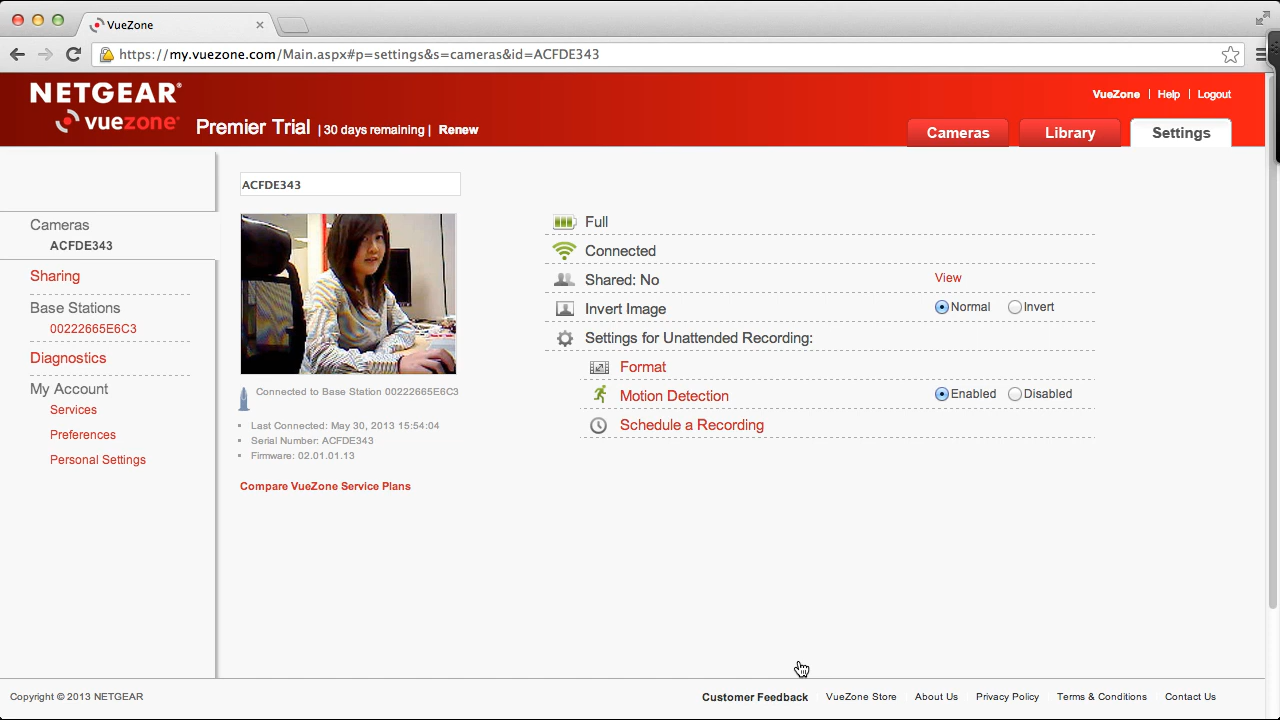 VueZone
https://my.vuezone.com/Main.aspx#p=settings&s=cameras&id=ACFDE343
NETGEAR®
vuezone
Premier Trial | 30 days remaining | Renew
VueZone | Help | Logout
Cameras Library Settings
ACFDE343
Cameras
ACFDE343
Sharing
Base Stations
00222665E6C3
Diagnostics
My Account
Services
Preferences
Personal Settings
Connected to Base Station 00222665E6C3
Last Connected: May 30, 2013 15:54:04
Serial Number: ACFDE343
Firmware: 02.01.01.13
Compare VueZone Service Plans
Full
Connected
Shared: No View
Invert Image Normal Invert
Settings for Unattended Recording:
Format
Motion Detection Enabled Disabled
Schedule a Recording
Copyright © 2013 NETGEAR
Customer Feedback VueZone Store About Us Privacy Policy Terms & Conditions Contact Us